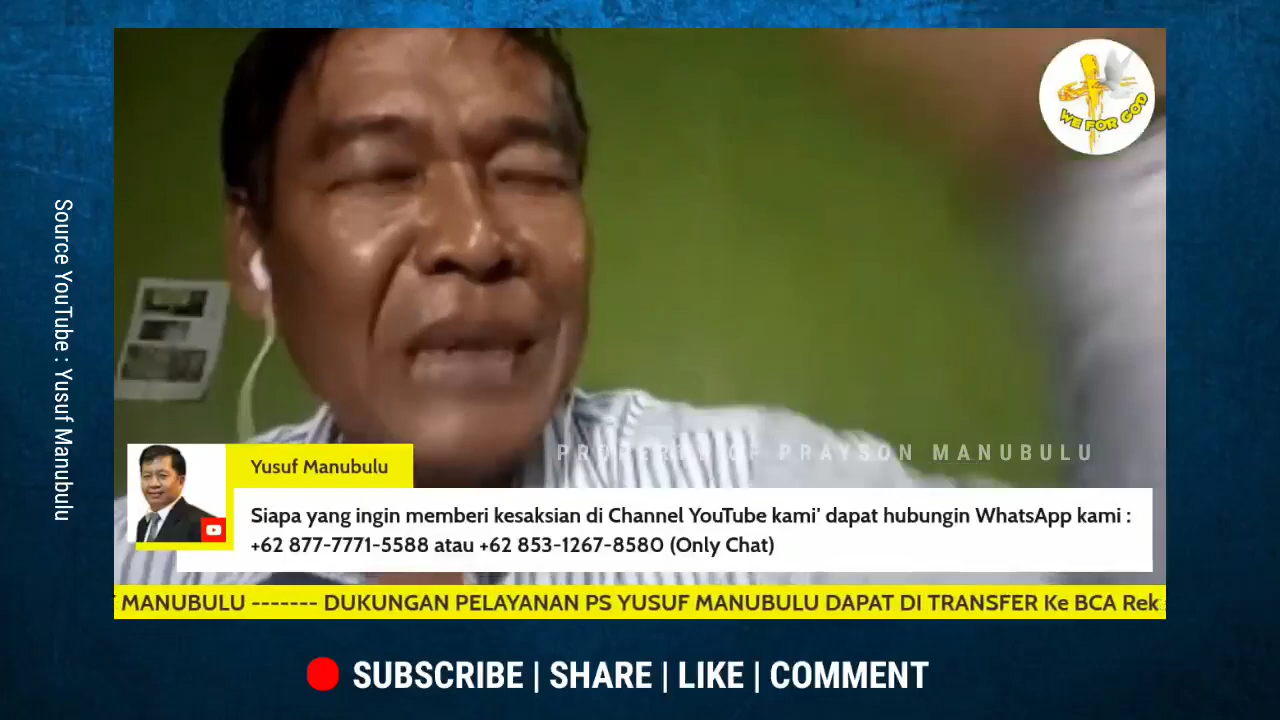 WE FOR GOD
Source YouTube : Yusuf Manubulu
PROPERTY OF PRAYSON MANUBULU
Yusuf Manubulu
Siapa yang ingin memberi kesaksian di Channel YouTube kami' dapat hubungin WhatsApp kami :
+62 877-7771-5588 atau +62 853-1267-8580 (Only Chat)
MANUBULU ------- DUKUNGAN PELAYANAN PS YUSUF MANUBULU DAPAT DI TRANSFER Ke BCA Rek
SUBSCRIBE | SHARE | LIKE | COMMENT